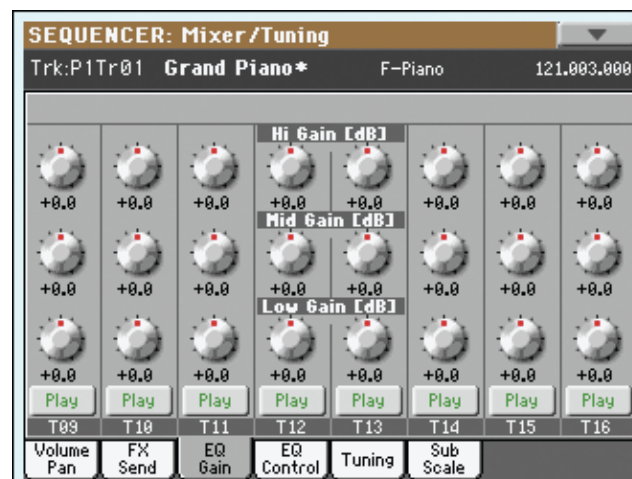 SEQUENCER: Mixer/Tuning
Trk:P1Tr01 Grand Piano* F-Piano 121.003.000
Hi Gain [dB]
+0.0 +0.0 +0.0 +0.0 +0.0 +0.0 +0.0 +0.0
Mid Gain [dB]
+0.0 +0.0 +0.0 +0.0 +0.0 +0.0 +0.0 +0.0
Low Gain [dB]
+0.0 +0.0 +0.0 +0.0 +0.0 +0.0 +0.0 +0.0
Play Play Play Play Play Play Play Play
T09 T10 T11 T12 T13 T14 T15 T16
Volume Pan FX Send EQ Gain EQ Control Tuning Sub Scale